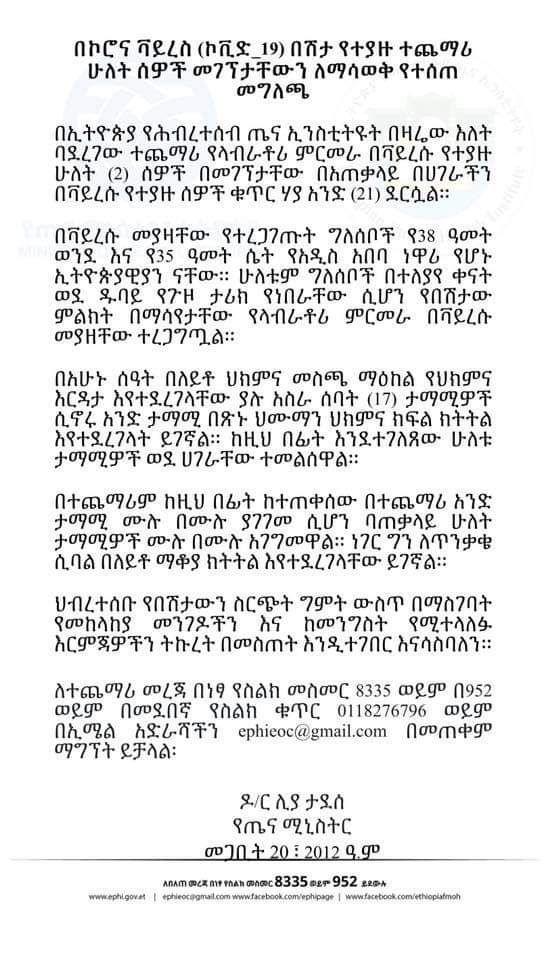 በኮሮና ቫይረስ (ኮቪድ_19) በሽታ የተያዙ ተጨማሪ
ሁለት ሰዎች መገኘታቸውን ለማሳወቅ የተሰጠ
መግለጫ
በኢትዮጵያ የሕብረተሰብ ጤና ኢንስቲትዩት በዛሬው እለት
ባደረገው ተጨማሪ የላብራቶሪ ምርመራ በቫይረሱ የተያዙ
ሁለት (2) ሰዎች በመገኘታቸው በአጠቃላይ በሀገራችን
በቫይረሱ የተያዙ ሰዎች ቁጥር ሃያ አንድ (21) ደርሷል።
በቫይረሱ መያዛቸው የተረጋገጡት ግለሰቦች የ38 ዓመት
ወንደ እና የ35 ዓመት ሴት የአዲስ አበባ ነዋሪ የሆኑ
ኢትዮጵያዊያን ናቸው። ሁለቱም ግለሰቦች በተለያየ ቀናት
ወደ ዱባይ የጉዞ ታሪክ የነበራቸው ሲሆን የበሽታው
ምልክት በማሳየታቸው የላብራቶሪ ምርመራ በቫይረሱ
መያዘቸው ተረጋግጧል።
በአሁኑ ሰዓት በለይቶ ህክምና መስጫ ማዕከል የህክምና
እርዳታ እየተደረገላቸው ያሉ አስራ ሰባት (17) ታማሚዎች
ሲኖሩ አንድ ታማሚ በጽኑ ህሙማን ህክምና ክፍል ክትትል
እየተደረገላት ይገኛል። ከዚህ በፊት እንደተገለጸው ሁለቱ
ታማሚዎች ወደ ሀገራቸው ተመልሰዋል።
በተጨማሪም ከዚህ በፊት ከተጠቀሰው በተጨማሪ አንድ
ታማሚ ሙሉ በሙሉ ያገገመ ሲሆን ባጠቃላይ ሁለት
ታማሚዎች ሙሉ በሙሉ አገግመዋል። ነገር ግን ለጥንቃቄ
ሲባል በለይቶ ማቆያ ክትትል እየተደረገላቸው ይገኛል።
ህብረተሰቡ የበሽታውን ስርጭት ግምት ውስጥ በማስገባት
የመከላከያ መንገዶችን እና ከመንግስት የሚተላለፉ
እርምጃዎችን ትኩረት በመስጠት እንዲተገበር እናሳስባለን።
ለተጨማሪ መረጃ በነፃ የስልክ መስመር 8335 ወይም በ952
ወይም በመደበኛ የስልክ ቁጥር 0118276796 ወይም
በኢሜል አድራሻችን ephieoc@gmail.com በመጠቀም
ማግኘት ይቻላል፡
ዶ/ር ሊያ ታደሰ
የጤና ሚኒስትር
መጋቢት 20 ፣ 2012 ዓ.ም
ለበለጠ መረጃ በነፃ የስልክ መስመር 8335 ወይም 952 ይደውሉ
www.ephi.gov.et | ephieoc@gmail.com www.facebook.com/ephipage | www.facebook.com/ethiopiafmoh